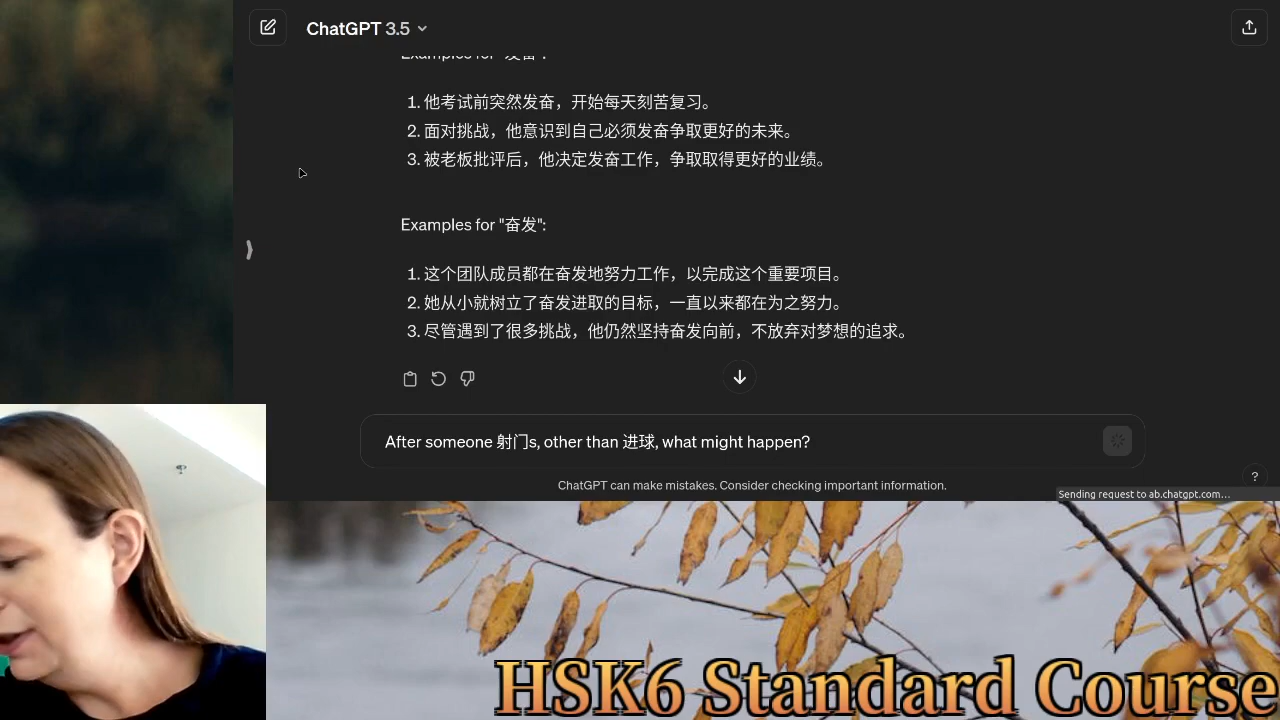 ChatGPT 3.5
Examples for "发奋":
1. 他考试前突然发奋，开始每天刻苦复习。
2. 面对挑战，他意识到自己必须发奋争取更好的未来。
3. 被老板批评后，他决定发奋工作，争取取得更好的业绩。
Examples for "奋发":
1. 这个团队成员都在奋发地努力工作，以完成这个重要项目。
2. 她从小就树立了奋发进取的目标，一直以来都在为之努力。
3. 尽管遇到了很多挑战，他仍然坚持奋发向前，不放弃对梦想的追求。
After someone 射门s, other than 进球, what might happen?
ChatGPT can make mistakes. Consider checking important information.
?
Sending request to ab.chatgpt.com…
HSK6 Standard Course